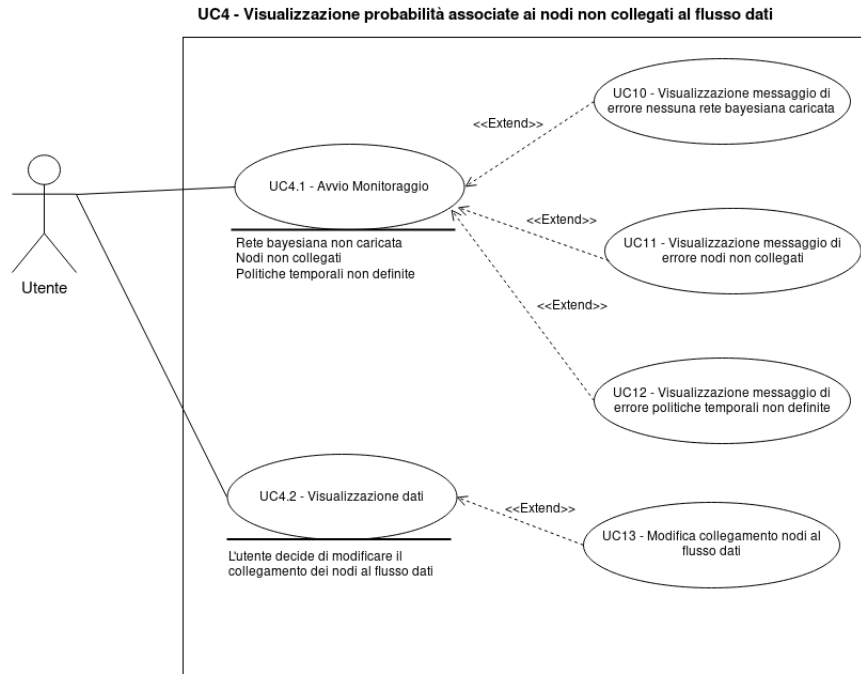 UC4 - Visualizzazione probabilità associate ai nodi non collegati al flusso dati
UC10 - Visualizzazione messaggio di
errore nessuna rete bayesiana caricata
<<Extend>>
UC4.1 - Avvio Monitoraggio
<<Extend>>
UC11 - Visualizzazione messaggio di
errore nodi non collegati
Rete bayesiana non caricata
Nodi non collegati
Politiche temporali non definite
Utente
<<Extend>>
UC12 - Visualizzazione messaggio di
errore politiche temporali non definite
UC4.2 - Visualizzazione dati
<<Extend>>
UC13 - Modifica collegamento nodi al
flusso dati
L'utente decide di modificare il
collegamento dei nodi al flusso dati